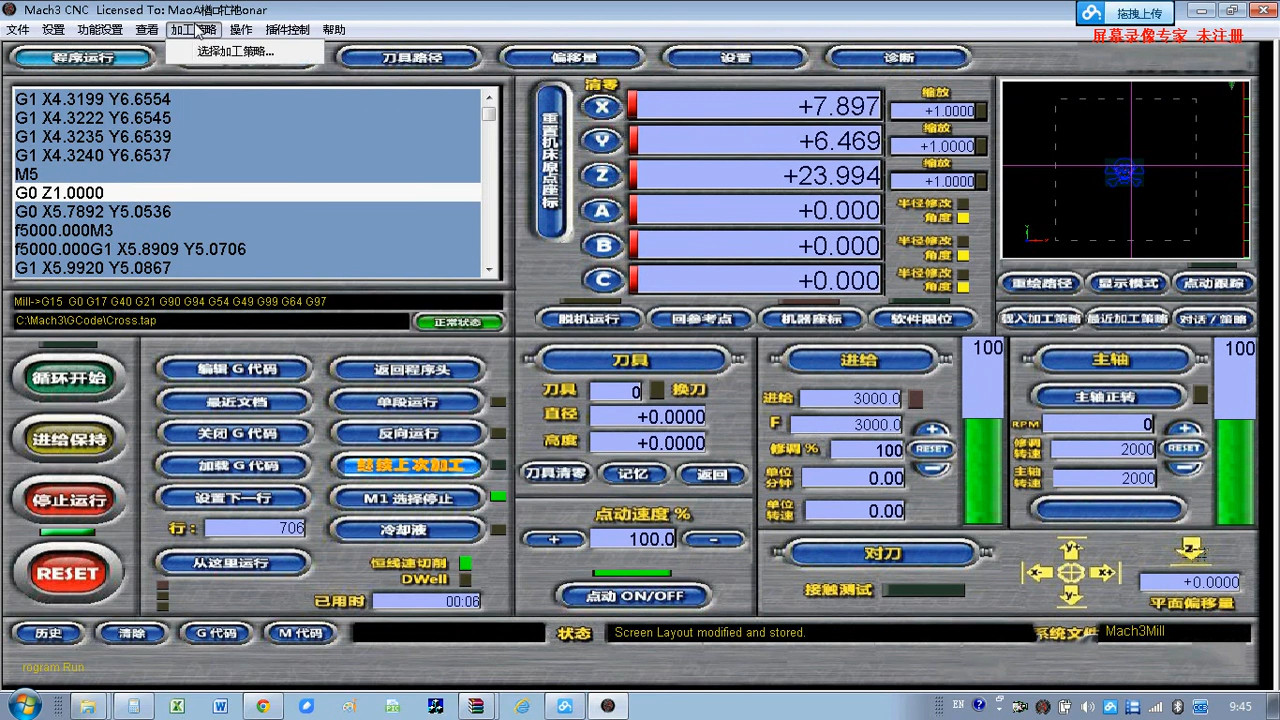 Mach3 CNC Licensed To:
拖拽上传
文件 设置 功能设置 查看 加工策略 操作 插件控制 帮助
屏幕录像专家 未注册
选择加工策略...
程序运行 刀具路径 偏移量 设置 诊断
G1 X4.3199 Y6.6554
G1 X4.3222 Y6.6545
G1 X4.3235 Y6.6539
G1 X4.3240 Y6.6537
M5
G0 Z1.0000
G0 X5.7892 Y5.0536
f5000.000M3
f5000.000G1 X5.8909 Y5.0706
G1 X5.9920 Y5.0867
Mill->G15 G0 G17 G40 G21 G90 G94 G54 G49 G99 G64 G97
C:\Mach3\GCode\Cross.tap 正常状态
重置机床原点坐标
清零
X +7.897
Y +6.469
Z +23.994
A +0.000
B +0.000
C +0.000
缩放
+1.0000
缩放
+1.0000
缩放
+1.0000
半径修改
角度
半径修改
角度
半径修改
角度
脱机运行 回参考点 机器座标 软件限位
重绘路径 显示模式 点动跟踪
载入加工策略 最近加工策略 对话/策略
循环开始
进给保持
停止运行
RESET
编辑 G 代码 返回程序头
最近文档 单段运行
关闭 G 代码 反向运行
加载 G 代码 继续上次加工
设置下一行 M1 选择停止
行: 706 冷却液
从这里运行 恒线速切削
DWell
已用时 00:06
刀具
刀具 0 换刀
直径 +0.0000
高度 +0.0000
刀具清零 记忆 返回
点动速度 %
+ 100.0 -
点动 ON/OFF
进给 100
进给 3000.0
F 3000.0
修调 % 100
RESET
单位
分钟 0.00
单位
转速 0.00
主轴 100
主轴正转
RPM 0
修调
转速 2000
RESET
主轴
转速 2000
对刀
接触测试
Y+
X- X+
Y-
Z-
+0.0000
平面偏移量
历史 清除 G 代码 M 代码
状态 Screen Layout modified and stored.
Mach3Mill
rogram Run
EN 9:45